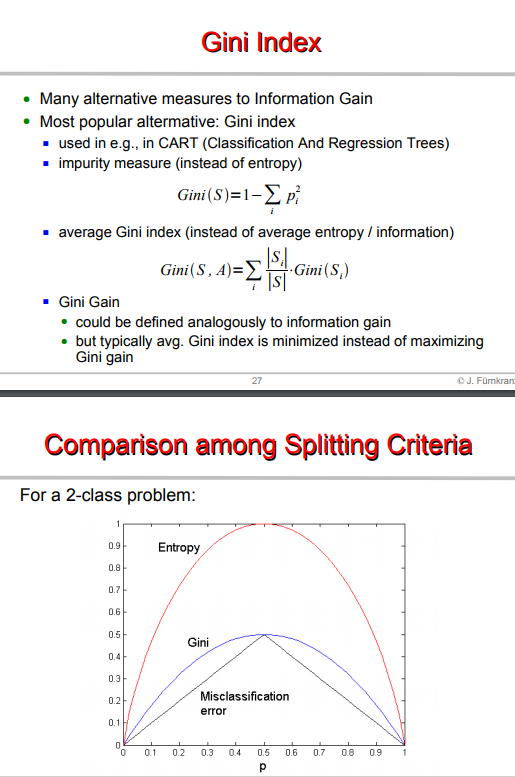 Gini Index
Many alternative measures to Information Gain
Most popular alternative: Gini index
used in e.g., in CART (Classification And Regression Trees)
impurity measure (instead of entropy)
Gini(S)=1−∑ᵢ pᵢ²
average Gini index (instead of average entropy / information)
Gini(S, A)=∑ᵢ |Sᵢ|/|S| · Gini(Sᵢ)
Gini Gain
could be defined analogously to information gain
but typically avg. Gini index is minimized instead of maximizing
Gini gain
27 © J. Fürnkran
Comparison among Splitting Criteria
For a 2-class problem:
1
0.9
Entropy
0.8
0.7
0.6
0.5
Gini
0.4
0.3
0.2
Misclassification
error
0.1
0
0 0.1 0.2 0.3 0.4 0.5 0.6 0.7 0.8 0.9 1
p